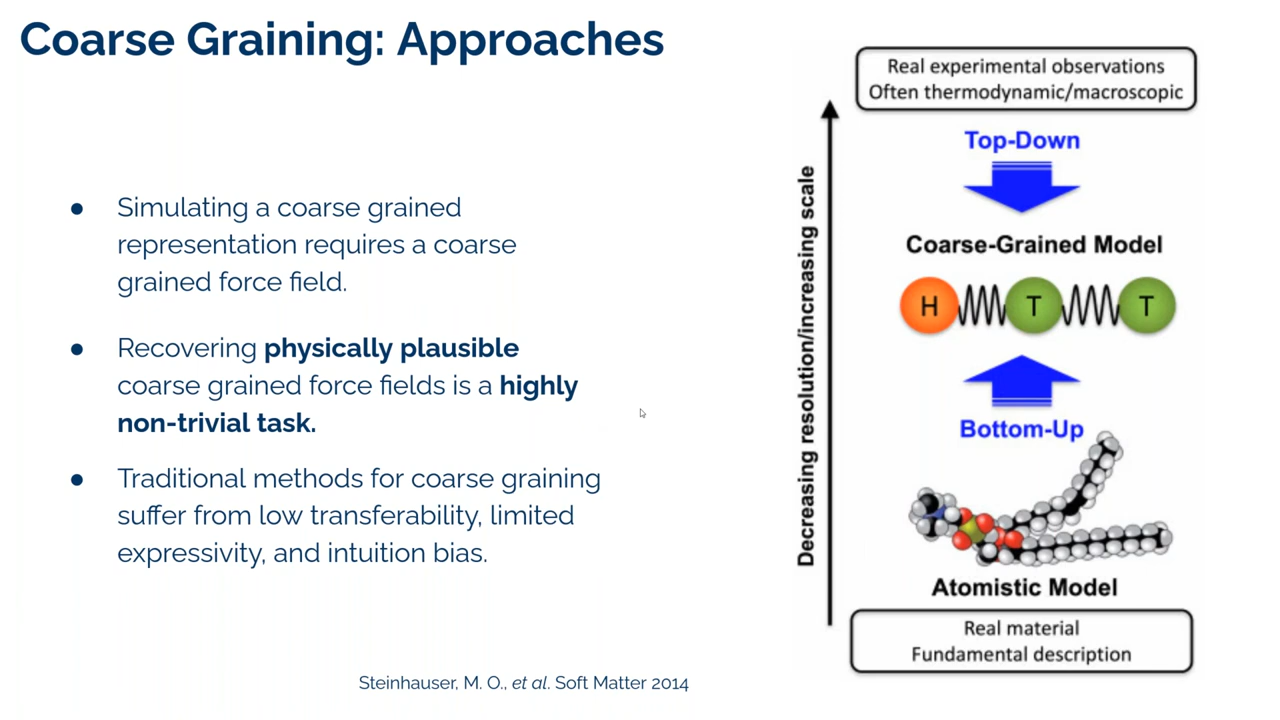 Coarse Graining: Approaches
● Simulating a coarse grained
representation requires a coarse
grained force field.
● Recovering physically plausible
coarse grained force fields is a highly
non-trivial task.
● Traditional methods for coarse graining
suffer from low transferability, limited
expressivity, and intuition bias.
Steinhauser, M. O., et al. Soft Matter 2014
Decreasing resolution/increasing scale
Real experimental observations
Often thermodynamic/macroscopic
Top-Down
Coarse-Grained Model
H T T
Bottom-Up
Atomistic Model
Real material
Fundamental description